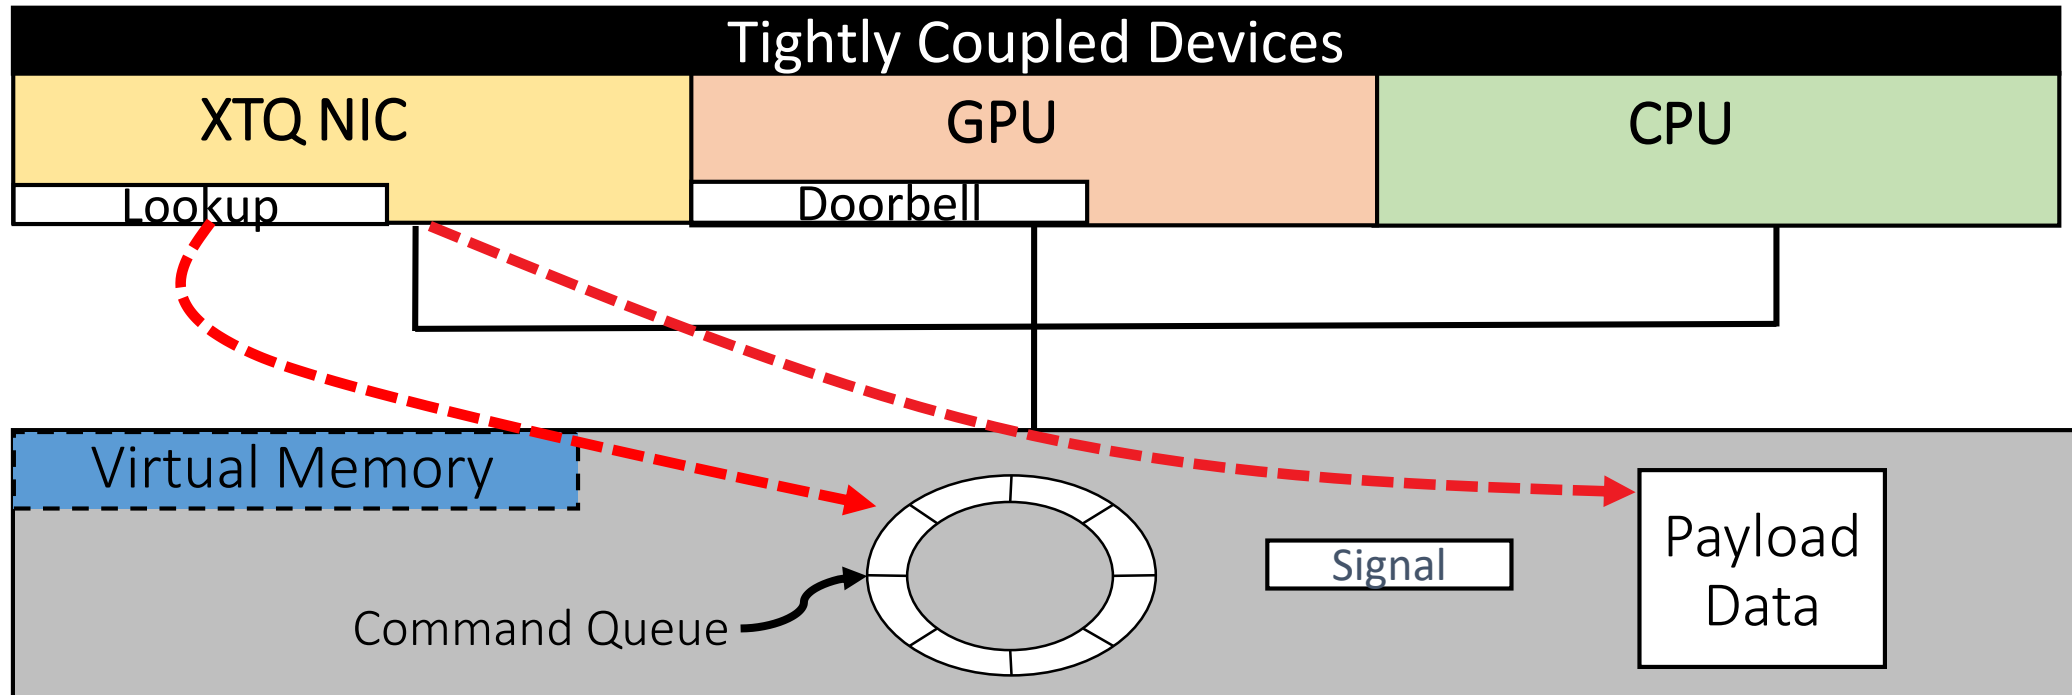 Tightly Coupled Devices
XTQ NIC
GPU
CPU
Lookup
Doorbell
Virtual Memory
Signal
Payload
Data
Command Queue